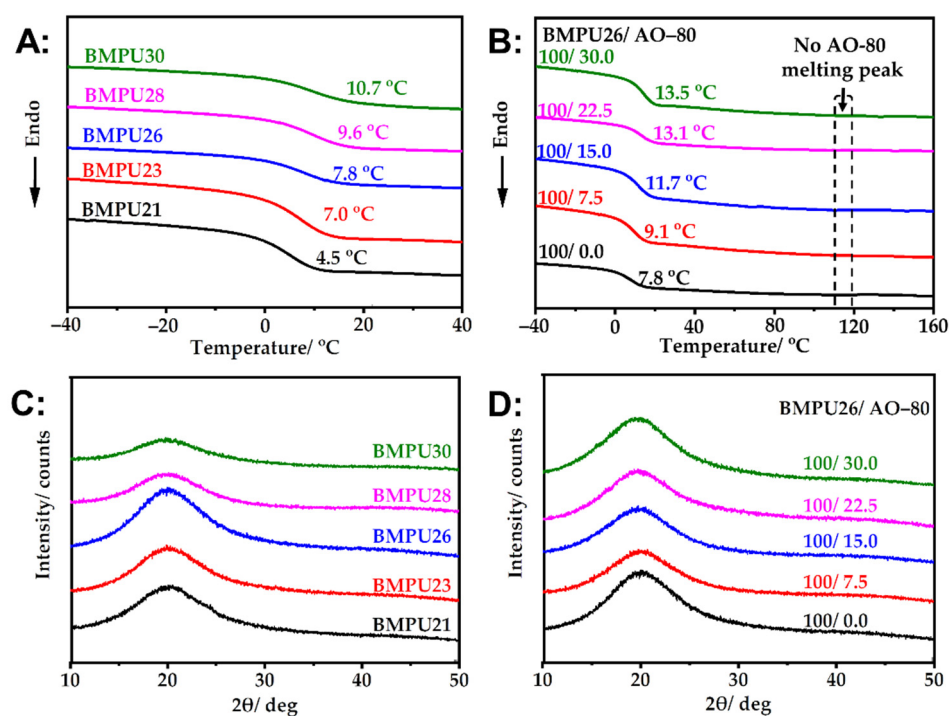 A:
BMPU30
10.7 °C
BMPU28
9.6 °C
BMPU26
7.8 °C
BMPU23
7.0 °C
BMPU21
4.5 °C
Endo
−40 −20 0 20 40
Temperature/ °C
B:
BMPU26/ AO−80
No AO-80
melting peak
100/ 30.0
13.5 °C
100/ 22.5
13.1 °C
100/ 15.0
11.7 °C
100/ 7.5
9.1 °C
100/ 0.0
7.8 °C
Endo
−40 0 40 80 120 160
Temperature/ °C
C:
BMPU30
BMPU28
BMPU26
BMPU23
BMPU21
Intensity/ counts
10 20 30 40 50
2θ/ deg
D:
BMPU26/ AO−80
100/ 30.0
100/ 22.5
100/ 15.0
100/ 7.5
100/ 0.0
Intensity/ counts
10 20 30 40 50
2θ/ deg